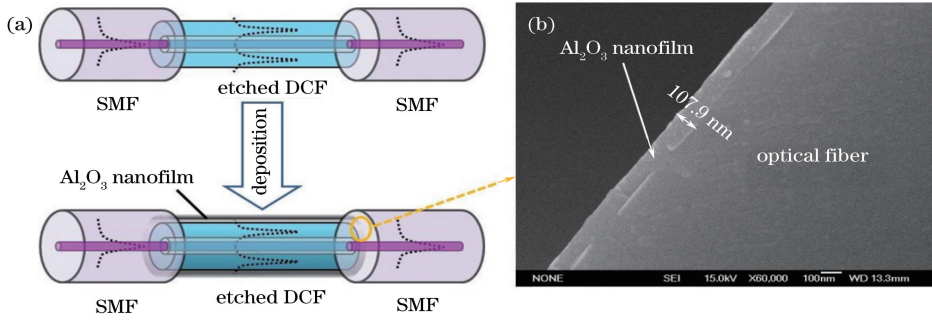 (a)
SMF
etched DCF
SMF
deposition
Al₂O₃ nanofilm
SMF
etched DCF
SMF
(b)
Al₂O₃ nanofilm
107.9 nm
optical fiber
NONE SEI 15.0kV X60,000 100nm WD 13.3mm